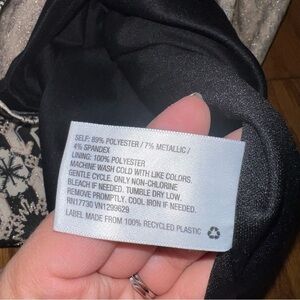 SELF: 89% POLYESTER / 7% METALLIC /
4% SPANDEX
LINING: 100% POLYESTER
MACHINE WASH COLD WITH LIKE COLORS.
GENTLE CYCLE. ONLY NON-CHLORINE
BLEACH IF NEEDED. TUMBLE DRY LOW.
REMOVE PROMPTLY. COOL IRON IF NEEDED.
RN17730 VN1299628
LABEL MADE FROM 100% RECYCLED PLASTIC